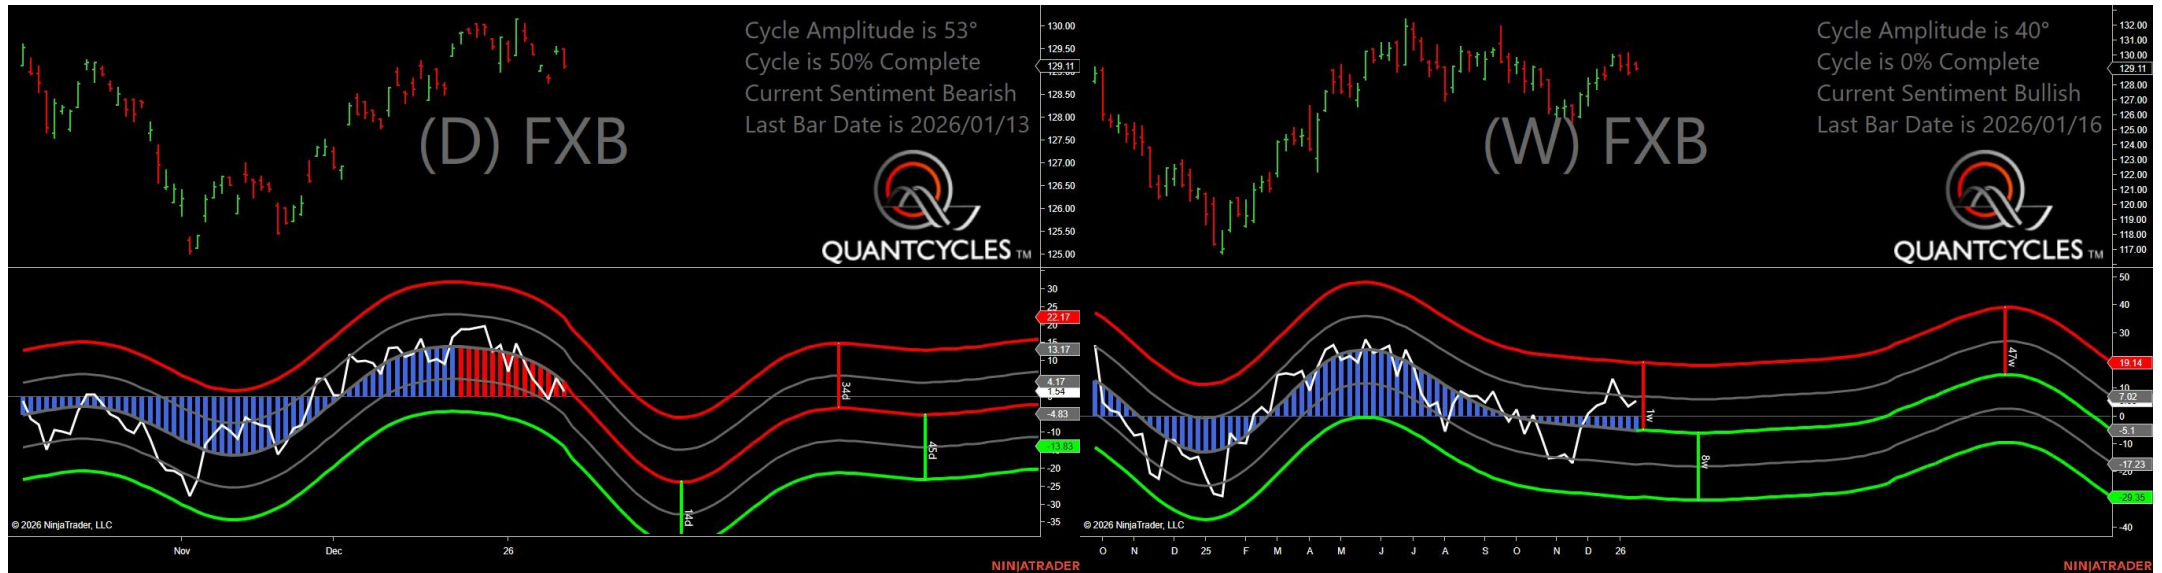 Cycle Amplitude is 53°
Cycle is 50% Complete
Current Sentiment Bearish
Last Bar Date is 2026/01/13
(D) FXB
QUANTCYCLES TM
130.00
129.50
129.11
128.50
128.00
127.50
127.00
126.50
126.00
125.50
125.00
30
25
22.17
20
15
13.17
10
4.17
1.54
-4.83
-10
-13.83
-20
-25
-30
-35
34d
45d
14d
© 2026 NinjaTrader, LLC
Nov
Dec
26
NINJATRADER
Cycle Amplitude is 40°
Cycle is 0% Complete
Current Sentiment Bullish
Last Bar Date is 2026/01/16
(W) FXB
QUANTCYCLES TM
132.00
131.00
130.00
129.11
128.00
127.00
126.00
125.00
124.00
123.00
122.00
121.00
120.00
119.00
118.00
117.00
50
40
30
19.14
10
7.02
0
-5.1
-10
-17.23
-20
-29.35
-40
47w
1w
8w
© 2026 NinjaTrader, LLC
O
N
D
25
F
M
A
M
J
J
A
S
O
N
D
26
NINJATRADER